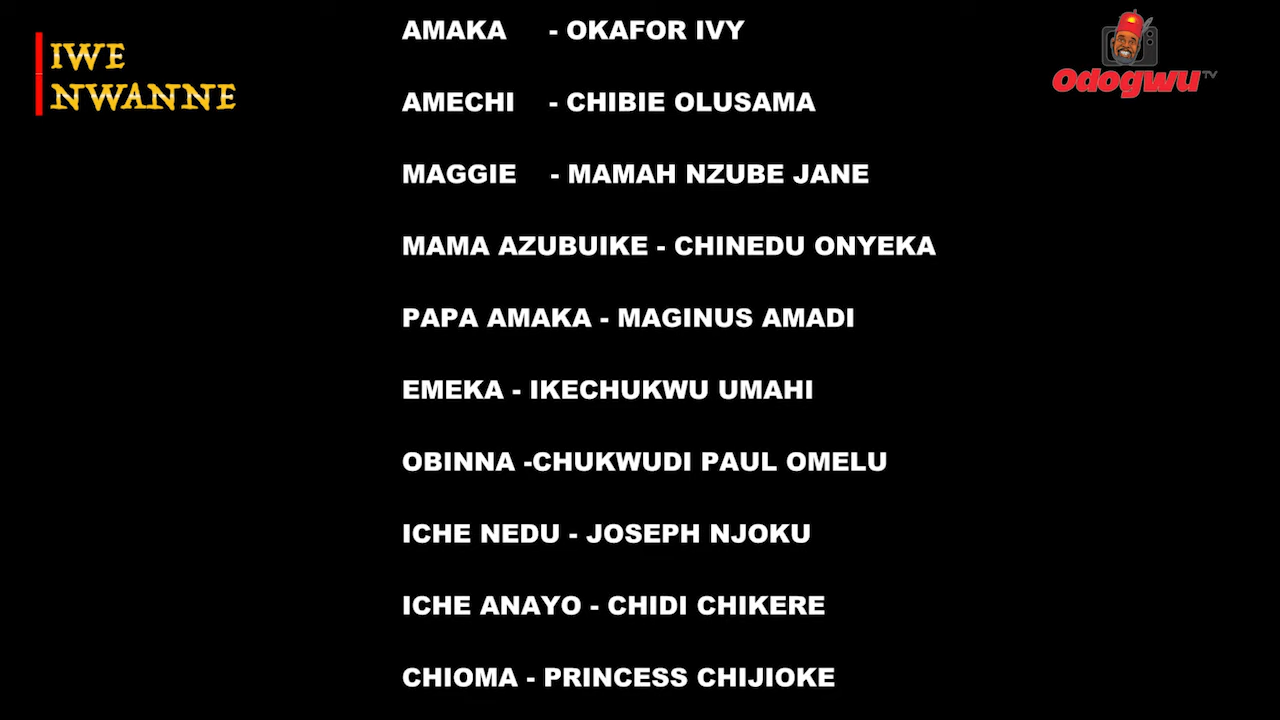 IWE
NWANNE
OdogwuTV
AMAKA - OKAFOR IVY
AMECHI - CHIBIE OLUSAMA
MAGGIE - MAMAH NZUBE JANE
MAMA AZUBUIKE - CHINEDU ONYEKA
PAPA AMAKA - MAGINUS AMADI
EMEKA - IKECHUKWU UMAHI
OBINNA -CHUKWUDI PAUL OMELU
ICHE NEDU - JOSEPH NJOKU
ICHE ANAYO - CHIDI CHIKERE
CHIOMA - PRINCESS CHIJIOKE